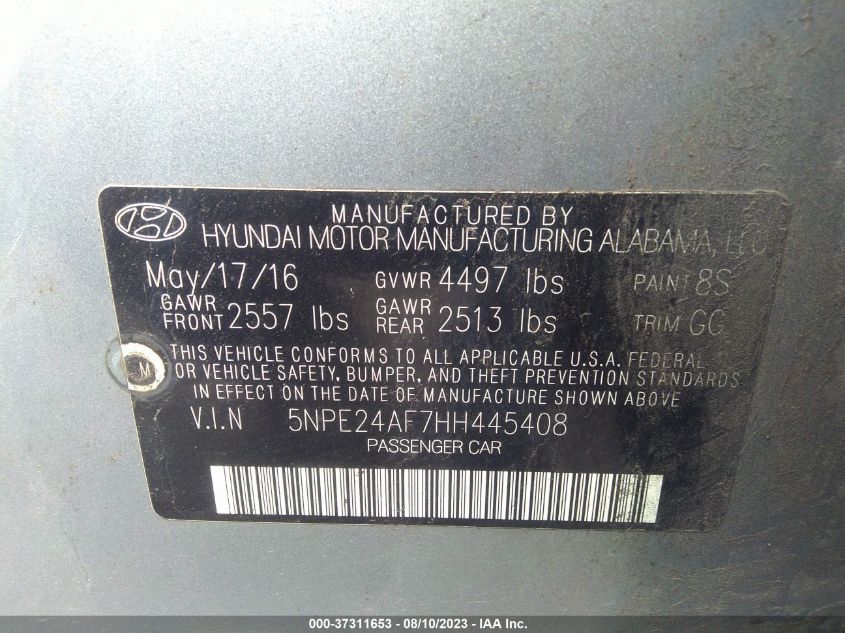 MANUFACTURED BY
HYUNDAI MOTOR MANUFACTURING ALABAMA, LLC
May/17/16 GVWR 4497 lbs PAINT 8S
GAWR FRONT 2557 lbs GAWR REAR 2513 lbs TRIM GG
THIS VEHICLE CONFORMS TO ALL APPLICABLE U.S.A. FEDERAL
MOTOR VEHICLE SAFETY, BUMPER, AND THEFT PREVENTION STANDARDS
IN EFFECT ON THE DATE OF MANUFACTURE SHOWN ABOVE
V.I.N 5NPE24AF7HH445408
PASSENGER CAR
000-37311653 - 08/10/2023 - IAA Inc.